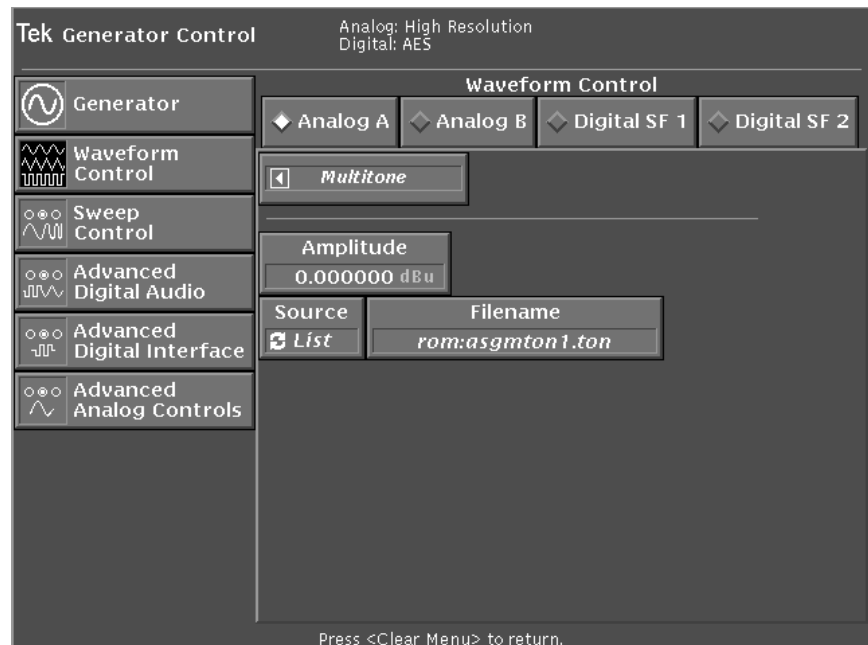 Tek Generator Control
Analog: High Resolution
Digital: AES
Generator
Waveform
Control
Sweep
Control
Advanced
Digital Audio
Advanced
Digital Interface
Advanced
Analog Controls
Waveform Control
Analog A
Analog B
Digital SF 1
Digital SF 2
Multitone
Amplitude
0.000000 dBu
Source
List
Filename
rom:asgmton1.ton
Press <Clear Menu> to return.